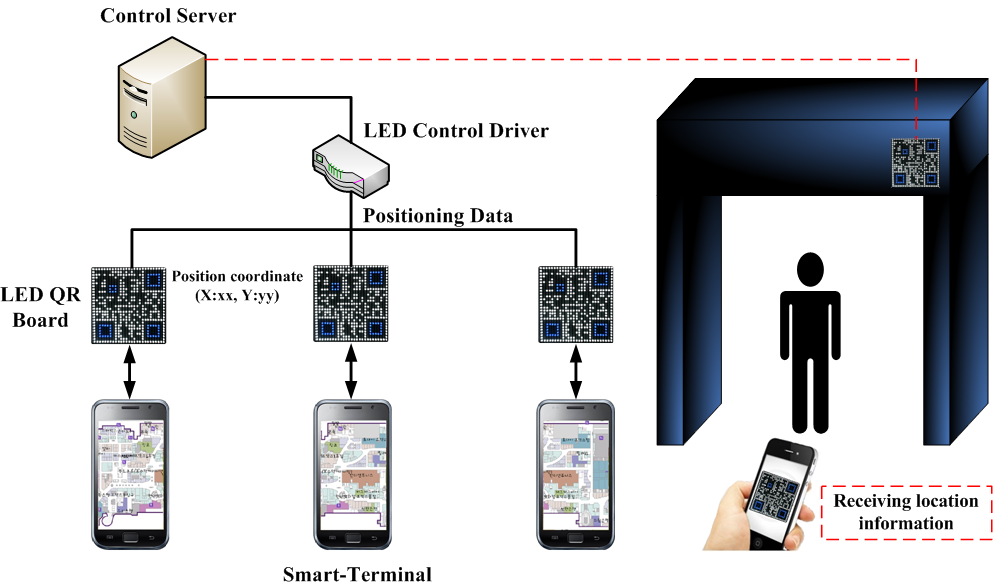 Control Server
LED Control Driver
Positioning Data
LED QR
Board
Position coordinate
(X:xx, Y:yy)
Smart-Terminal
Receiving location
information